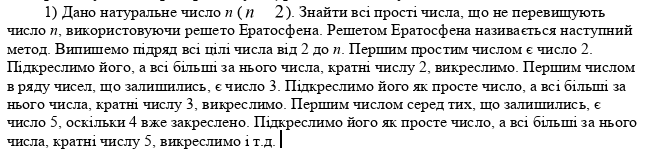 1) Дано натуральне число n ( n 2 ). Знайти всі прості числа, що не перевищують
число n, використовуючи решето Ератосфена. Решетом Ератосфена називається наступний
метод. Випишемо підряд всі цілі числа від 2 до n. Першим простим числом є число 2.
Підкреслимо його, а всі більші за нього числа, кратні числу 2, викреслимо. Першим числом
в ряду чисел, що залишились, є число 3. Підкреслимо його як просте число, а всі більші за
нього числа, кратні числу 3, викреслимо. Першим числом серед тих, що залишились, є
число 5, оскільки 4 вже закреслено. Підкреслимо його як просте число, а всі більші за нього
числа, кратні числу 5, викреслимо і т.д.